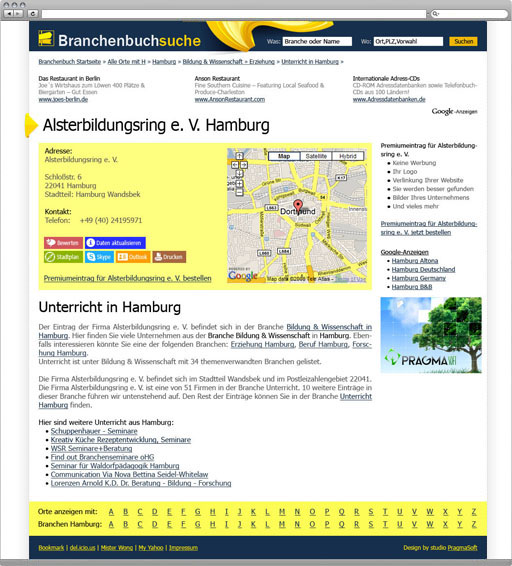 Branchenbuchsuche
Was: Branche oder Name Wo: Ort,PLZ,Vorwahl Suchen
Branchenbuch Startseite » Alle Orte mit H » Hamburg » Bildung & Wissenschaft » Erziehung » Unterricht in Hamburg »
Das Restaurant in Berlin
Joe´s Wirtshaus zum Löwen 400 Plätze &
Biergarten – Gut Essen
www.joes-berlin.de
Anson Restaurant
Fine Southern Cuisine – Featuring Local Seafood &
Produce-Charleston
www.AnsonRestaurant.com
Internationale Adress-CDs
CD-ROM Adressdatenbanken sowie Telefonbuch-
CDs aus 100 Ländern!
www.Adressdatenbanken.de
Google-Anzeigen
Alsterbildungsring e. V. Hamburg
Adresse:
Alsterbildungsring e. V.
Schloßstr. 6
22041 Hamburg
Stadtteil: Hamburg Wandsbek
Kontakt:
Telefon: +49 (40) 24195971
Bewerten Daten aktualisieren
Stadtplan Skype Outlook Drucken
Premiumeintrag für Alsterbildungsring e. V. bestellen
Map Satellite Hybrid
Dortmund
POWERED BY
Google
Premiumeintrag für Alsterbildungs-
ring e. V.
Keine Werbung
Ihr Logo
Verlinkung Ihrer Website
Sie werden besser gefunden
Bilder Ihres Unternehmens
Und vieles mehr
Premiumeintrag für Alsterbildung-
sring e. V. jetzt bestellen
Google-Anzeigen
Hamburg Altona
Hamburg Deutschland
Hamburg Germany
Hamburg B&B
PRAGMA
Unterricht in Hamburg
Der Eintrag der Firma Alsterbildungsring e. V. befindet sich in der Branche Bildung & Wissenschaft in
Hamburg. Hier finden Sie viele Unternehmen aus der Branche Bildung & Wissenschaft in Hamburg. Eben-
falls interessieren könnte Sie eine der folgenden Branchen: Erziehung Hamburg, Beruf Hamburg, Forsc-
hung Hamburg.
Unterricht ist unter Bildung & Wissenschaft mit 34 themenverwandten Branchen gelistet.
Die Firma Alsterbildungsring e. V. befindet sich im Stadtteil Wandsbek und im Postleizahlengebiet 22041.
Die Firma Alsterbildungsring e. V. ist eine von 51 Firmen in der Branche Unterricht. 10 weitere Einträge in
dieser Branche führen wir untenstehend auf. Den Rest der Einträge können Sie in der Branche Unterricht
Hamburg finden.
Hier sind weitere Unterricht aus Hamburg:
Schuppenhauer - Seminare
Kreativ Küche Rezeptentwicklung, Seminare
WSR Seminare+Beratung
Find out Branchenseminare oHG
Seminar für Waldorfpädagogik Hamburg
Communication Via Nova Bettina Seidel-Whitelaw
Lorenzen Arnold K.D. Dr. Beratung - Bildung - Forschung
Orte anzeigen mit: A B C D E F G H I J K L M N O P Q R S T U V W X Y Z
Branchen Hamburg: A B C D E F G H I J K L M N O P Q R S T U V W X Y Z
Bookmark | del.icio.us | Mister Wong | My Yahoo | Impressum Design by studio PragmaSoft